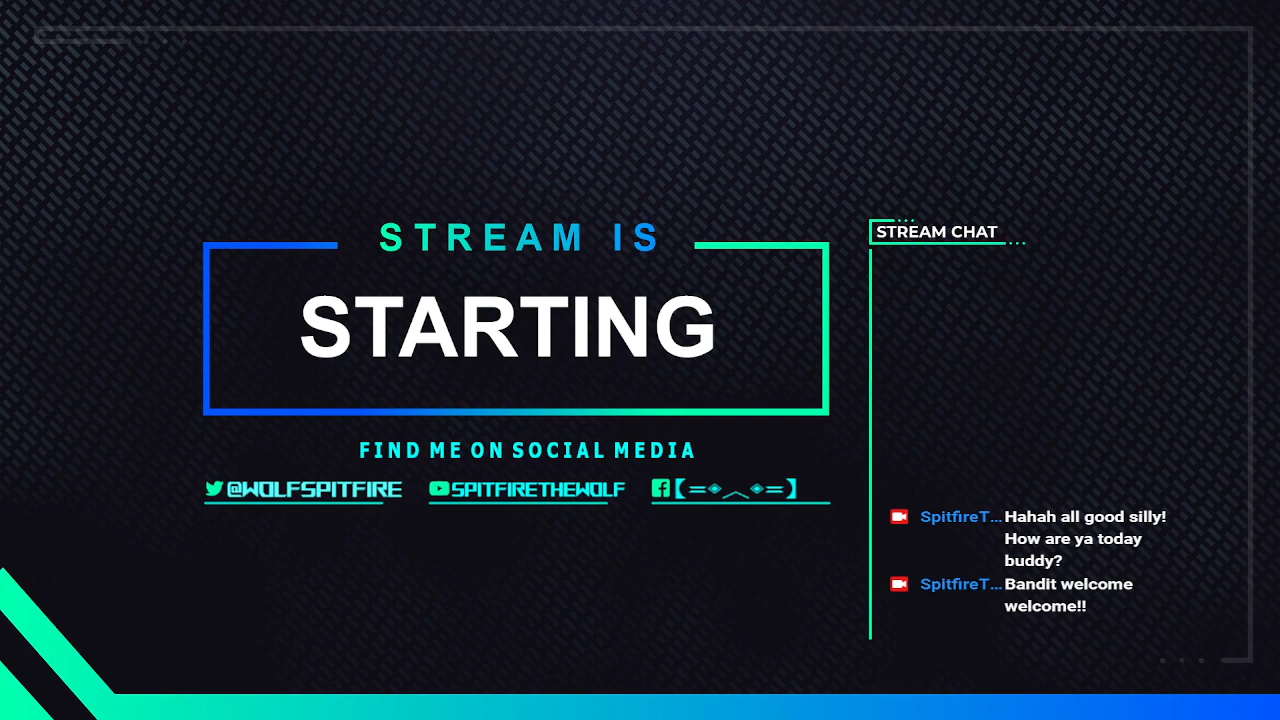 STREAM IS
STARTING
FIND ME ON SOCIAL MEDIA
@WOLFSPITFIRE SPITFIRETHEWOLF 【=◈︿◈=】
STREAM CHAT
SpitfireT... Hahah all good silly!
How are ya today
buddy?
SpitfireT... Bandit welcome
welcome!!